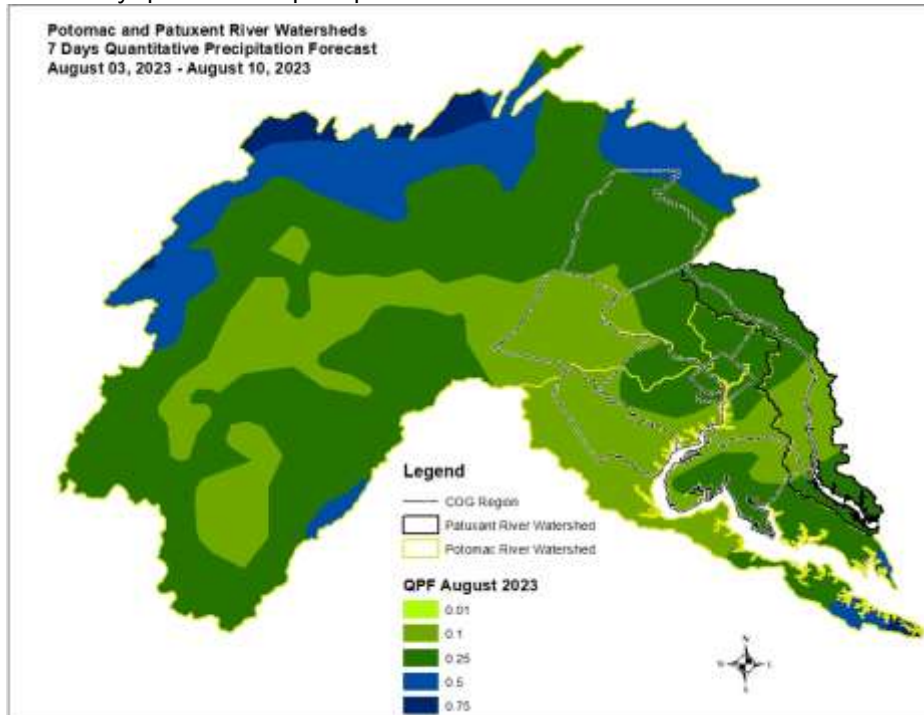 Potomac and Patuxent River Watersheds
7 Days Quantitative Precipitation Forecast
August 03, 2023 - August 10, 2023
Legend
COG Region
Patuxant River Watershed
Potomac River Watershed
QPF August 2023
0.01
0.1
0.25
0.5
0.75
N
W E
S